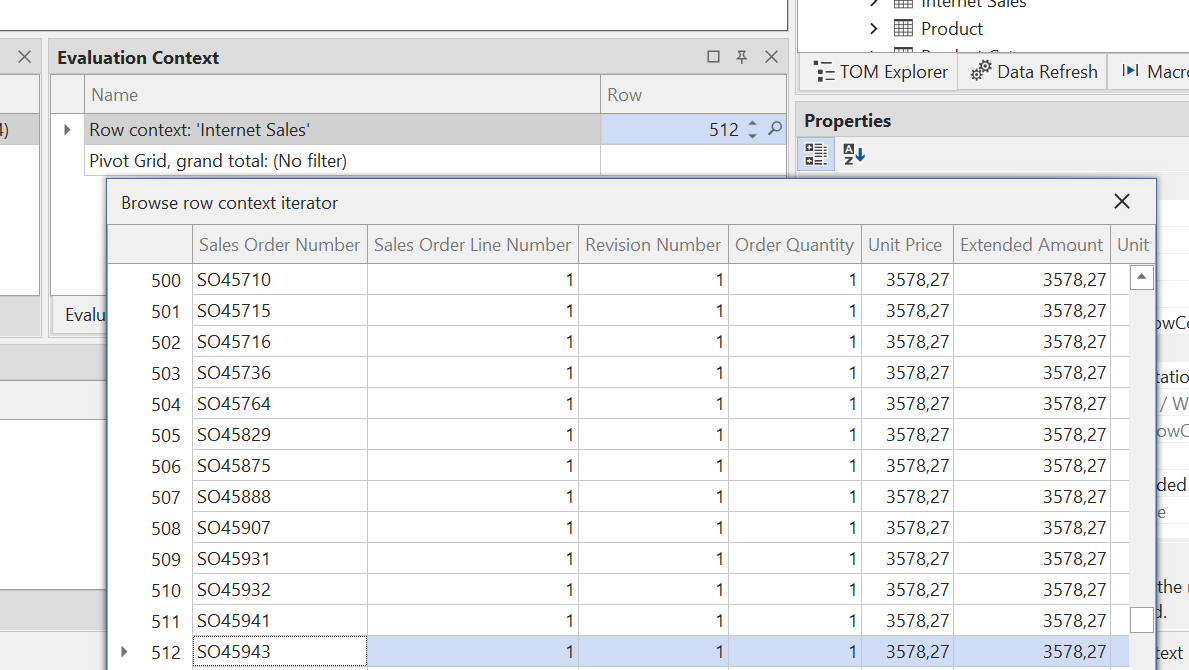 Internet Sales
Product
Evaluation Context
TOM Explorer Data Refresh Macro
Name Row
4)
Row context: 'Internet Sales' 512
Pivot Grid, grand total: (No filter)
Properties
Browse row context iterator
Sales Order Number Sales Order Line Number Revision Number Order Quantity Unit Price Extended Amount Unit
500 SO45710 1 1 1 3578,27 3578,27
501 SO45715 1 1 1 3578,27 3578,27
502 SO45716 1 1 1 3578,27 3578,27
503 SO45736 1 1 1 3578,27 3578,27
504 SO45764 1 1 1 3578,27 3578,27
505 SO45829 1 1 1 3578,27 3578,27
506 SO45875 1 1 1 3578,27 3578,27
507 SO45888 1 1 1 3578,27 3578,27
508 SO45907 1 1 1 3578,27 3578,27
509 SO45931 1 1 1 3578,27 3578,27
510 SO45932 1 1 1 3578,27 3578,27
511 SO45941 1 1 1 3578,27 3578,27
512 SO45943 1 1 1 3578,27 3578,27
Evalu
owCo
tatio
/ W
owC
ded
e
the
d.
text